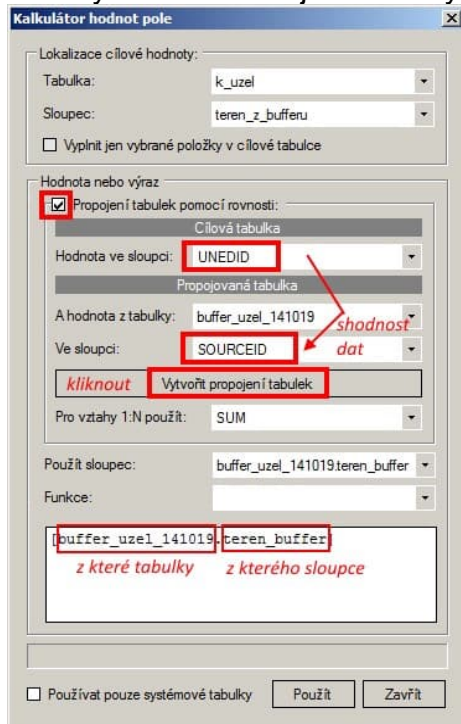 Kalkulátor hodnot pole
Lokalizace cílové hodnoty:
Tabulka: k_uzel
Sloupec: teren_z_bufferu
Vyplnit jen vybrané položky v cílové tabulce
Hodnota nebo výraz
Propojení tabulek pomocí rovnosti:
Cílová tabulka
Hodnota ve sloupci: UNEDID
Propojovaná tabulka
A hodnota z tabulky: buffer_uzel_141019
shodnost
Ve sloupci: SOURCEID dat
kliknout Vytvořit propojení tabulek
Pro vztahy 1:N použít: SUM
Použít sloupec: buffer_uzel_141019.teren_buffer
Funkce:
[buffer_uzel_141019.teren_buffer]
z které tabulky z kterého sloupce
Používat pouze systémové tabulky Použít Zavřít